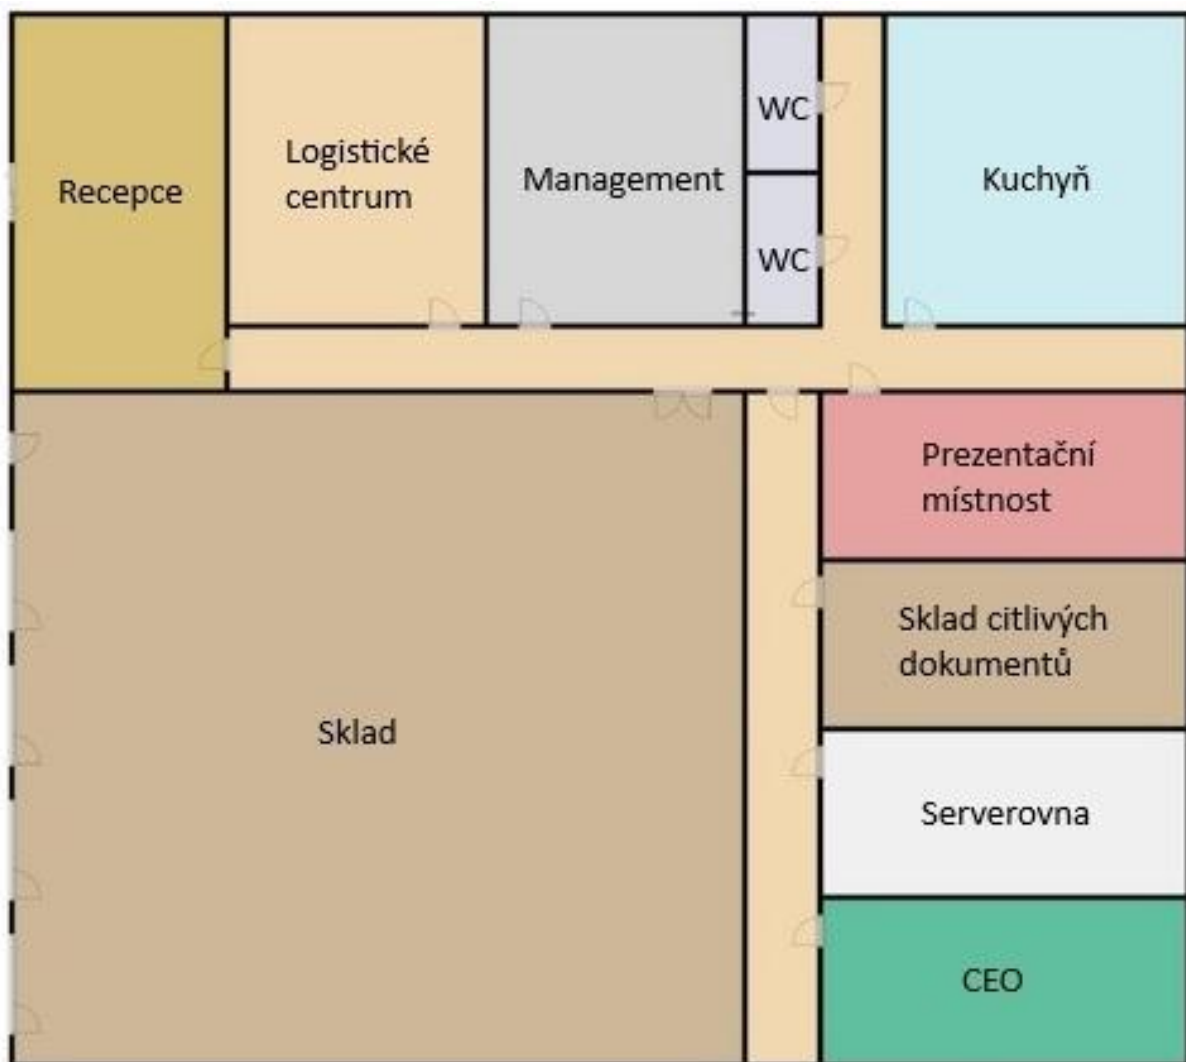 Recepce
Logistické
centrum
Management
WC
WC
Kuchyň
Prezentační
místnost
Sklad citlivých
dokumentů
Sklad
Serverovna
CEO